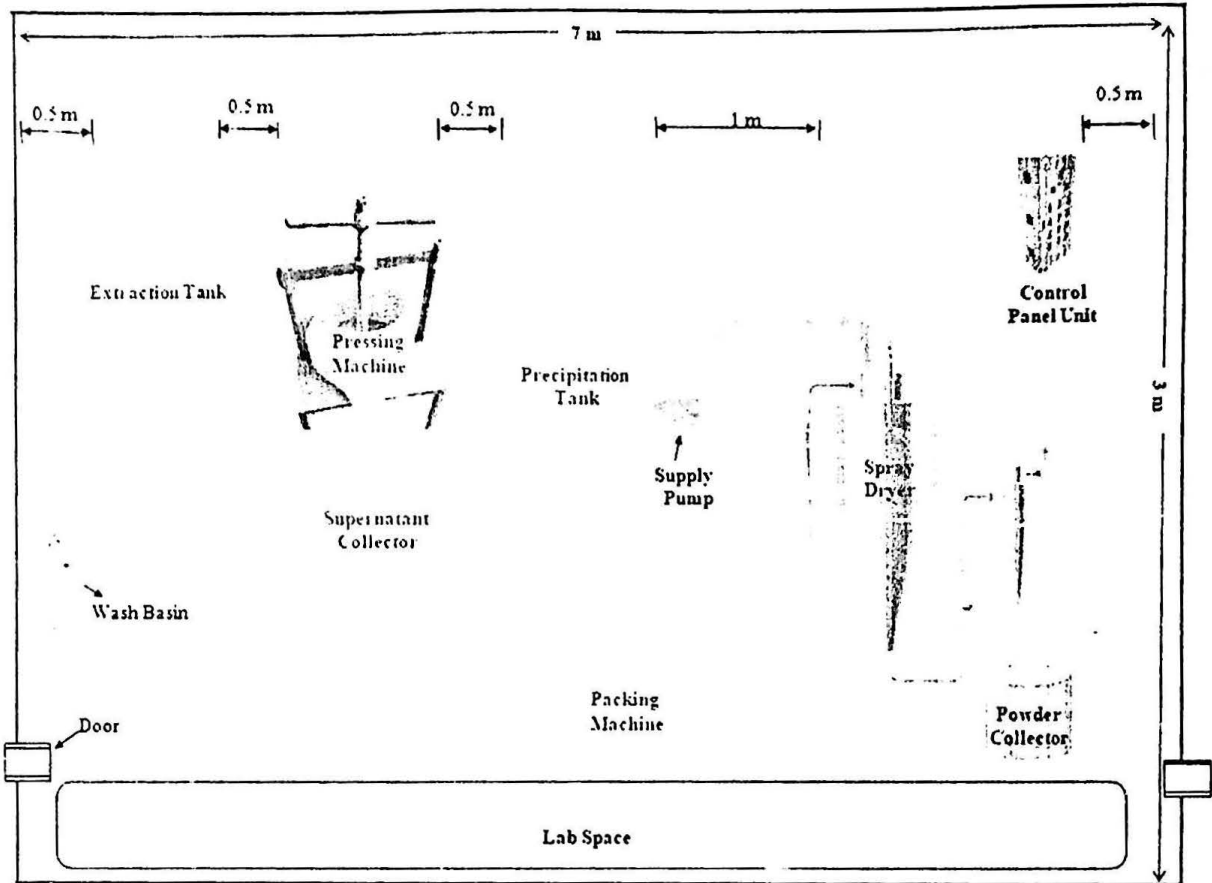 7 m
0.5 m
0.5 m
0.5 m
1 m
0.5 m
Extraction Tank
Pressing
Machine
Control
Panel Unit
Precipitation
Tank
3 m
Supply
Pump
Spray
Dryer
Supernatant
Collector
Wash Basin
Packing
Machine
Powder
Collector
Door
Lab Space